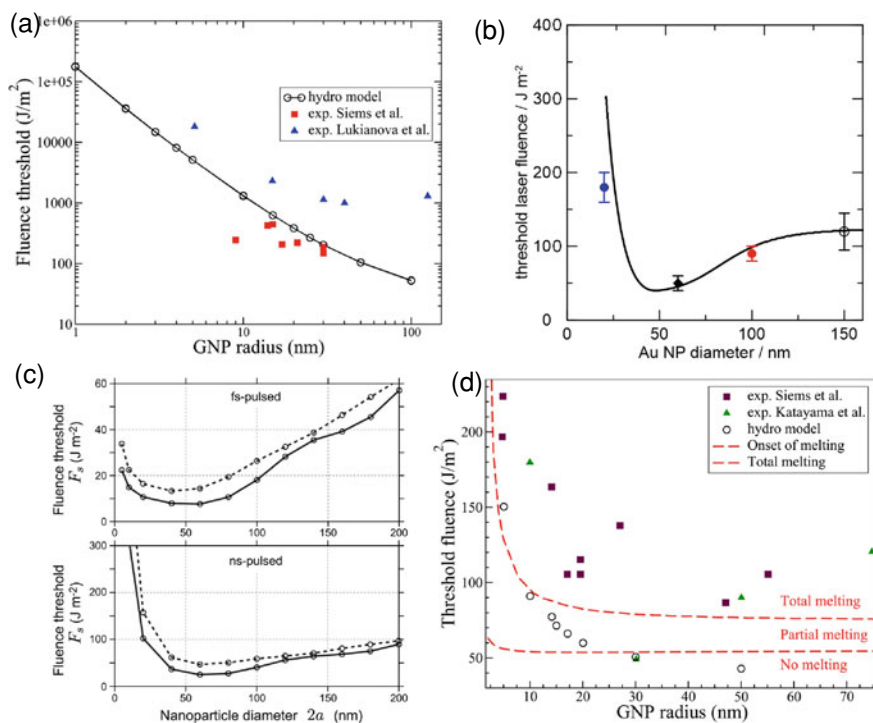 (a)
Fluence threshold (J/m²)
1e+06
1e+05
10000
1000
100
10
hydro model
exp. Siems et al.
exp. Lukianova et al.
1
10
100
GNP radius (nm)
(b)
threshold laser fluence / J m⁻²
400
300
200
100
0
0
50
100
150
Au NP diameter / nm
(c)
fs-pulsed
Fluence threshold
Fₛ (J m⁻²)
60
40
20
0
0
50
100
150
200
ns-pulsed
Fluence threshold
Fₛ (J m⁻²)
300
200
100
0
0
50
100
150
200
Nanoparticle diameter 2a (nm)
(d)
Threshold fluence (J/m²)
200
150
100
50
exp. Siems et al.
exp. Katayama et al.
hydro model
Onset of melting
Total melting
Total melting
Partial melting
No melting
10
20
30
40
50
60
70
GNP radius (nm)